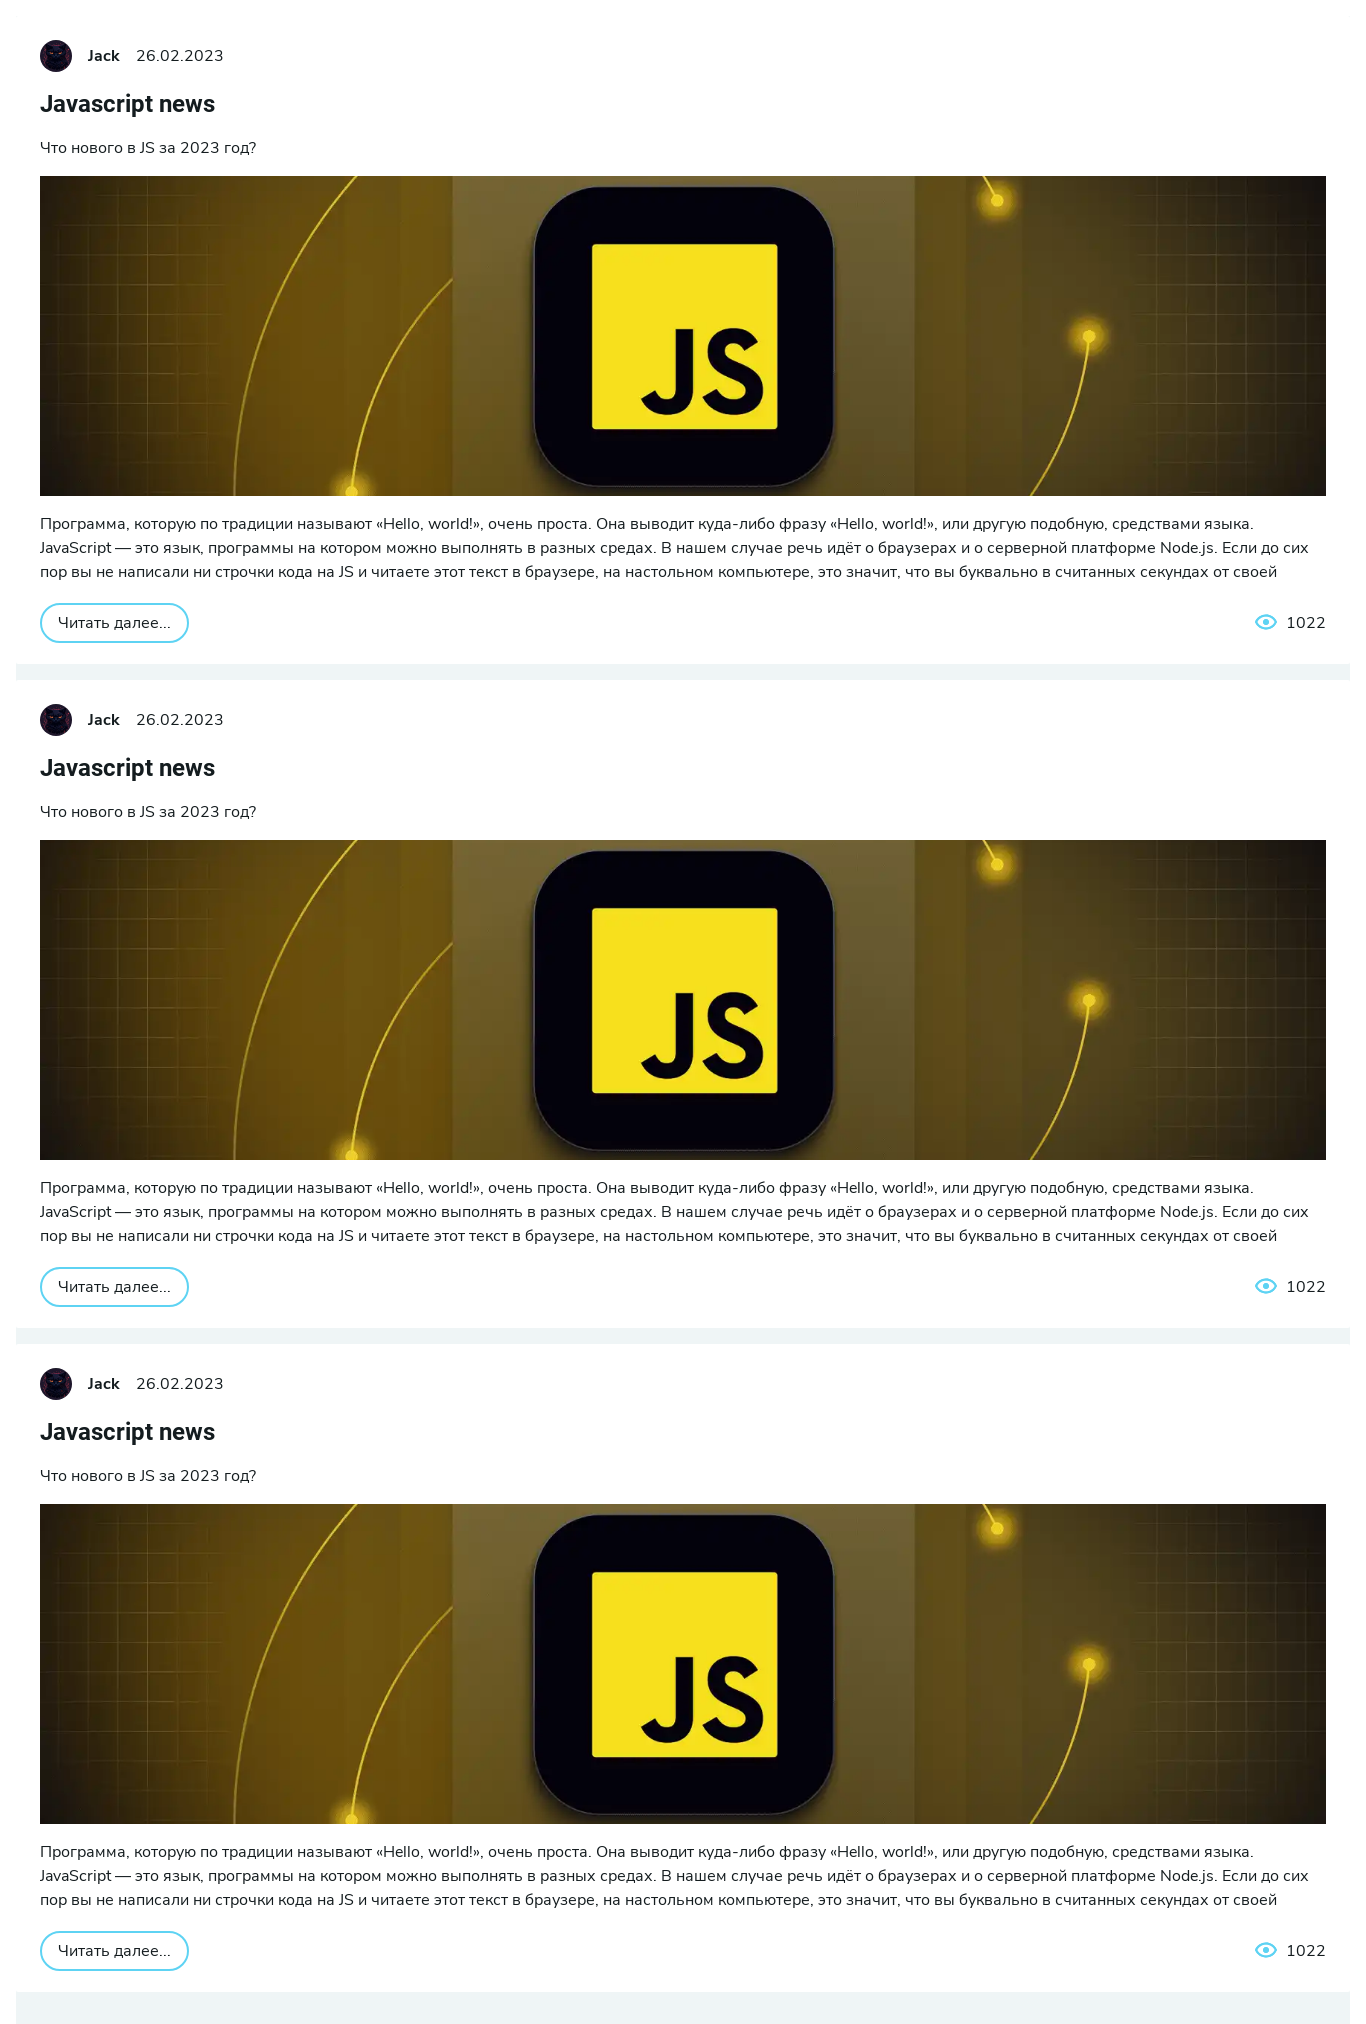 Jack 26.02.2023
Javascript news
Что нового в JS за 2023 год?
JS
Программа, которую по традиции называют «Hello, world!», очень проста. Она выводит куда-либо фразу «Hello, world!», или другую подобную, средствами языка.
JavaScript — это язык, программы на котором можно выполнять в разных средах. В нашем случае речь идёт о браузерах и о серверной платформе Node.js. Если до сих
пор вы не написали ни строчки кода на JS и читаете этот текст в браузере, на настольном компьютере, это значит, что вы буквально в считанных секундах от своей
Читать далее... 1022
Jack 26.02.2023
Javascript news
Что нового в JS за 2023 год?
JS
Программа, которую по традиции называют «Hello, world!», очень проста. Она выводит куда-либо фразу «Hello, world!», или другую подобную, средствами языка.
JavaScript — это язык, программы на котором можно выполнять в разных средах. В нашем случае речь идёт о браузерах и о серверной платформе Node.js. Если до сих
пор вы не написали ни строчки кода на JS и читаете этот текст в браузере, на настольном компьютере, это значит, что вы буквально в считанных секундах от своей
Читать далее... 1022
Jack 26.02.2023
Javascript news
Что нового в JS за 2023 год?
JS
Программа, которую по традиции называют «Hello, world!», очень проста. Она выводит куда-либо фразу «Hello, world!», или другую подобную, средствами языка.
JavaScript — это язык, программы на котором можно выполнять в разных средах. В нашем случае речь идёт о браузерах и о серверной платформе Node.js. Если до сих
пор вы не написали ни строчки кода на JS и читаете этот текст в браузере, на настольном компьютере, это значит, что вы буквально в считанных секундах от своей
Читать далее... 1022